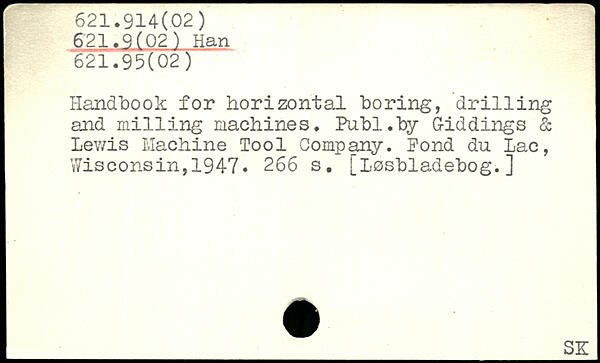 621.914(02)
621.9(02) Han
621.95(02)
Handbook for horizontal boring, drilling
and milling machines. Publ.by Giddings &
Lewis Machine Tool Company. Fond du Lac,
Wisconsin,1947. 266 s. [Løsbladebog.]
SK